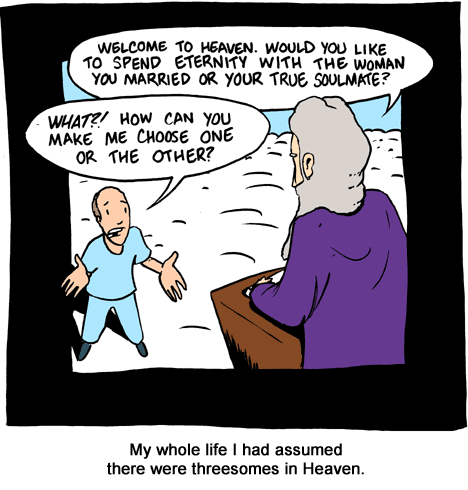 WELCOME TO HEAVEN. WOULD YOU LIKE
TO SPEND ETERNITY WITH THE WOMAN
YOU MARRIED OR YOUR TRUE SOULMATE?
WHAT?! HOW CAN YOU
MAKE ME CHOOSE ONE
OR THE OTHER?
My whole life I had assumed
there were threesomes in Heaven.